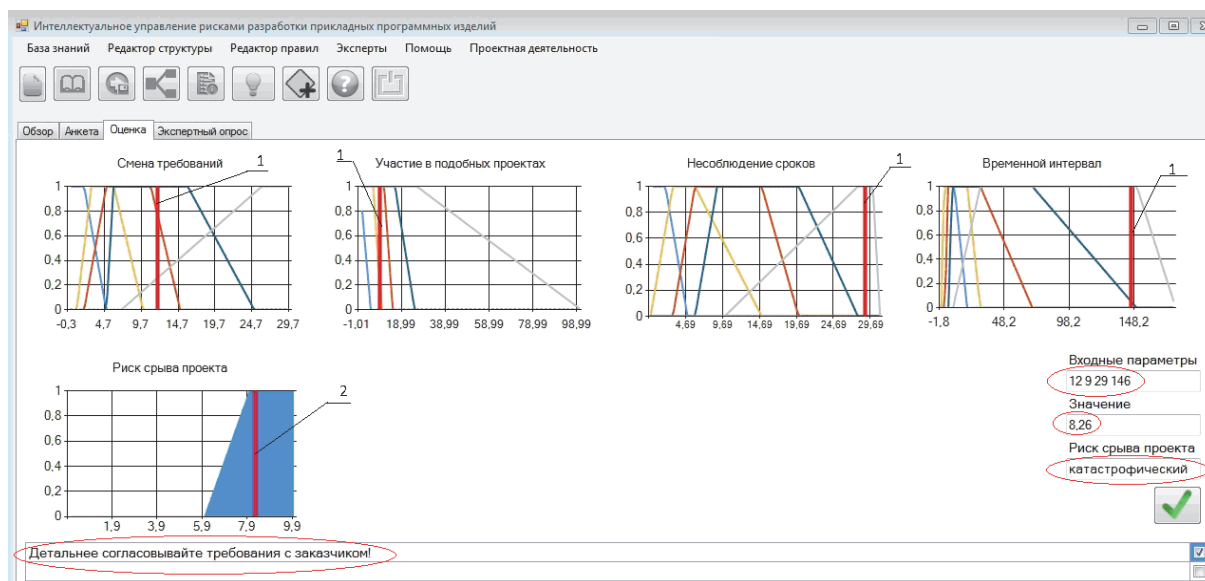 Интеллектуальное управление рисками разработки прикладных программных изделий
База знаний Редактор структуры Редактор правил Эксперты Помощь Проектная деятельность
Обзор Анкета Оценка Экспертный опрос
Смена требований 1
1 Участие в подобных проектах
Несоблюдение сроков 1
Временной интервал 1
1
0,8
0,6
0,4
0,2
0
-0,3 4,7 9,7 14,7 19,7 24,7 29,7
1
0,8
0,6
0,4
0,2
0
-1,01 18,99 38,99 58,99 78,99 98,99
1
0,8
0,6
0,4
0,2
0
4,69 9,69 14,69 19,69 24,69 29,69
1
0,8
0,6
0,4
0,2
0
-1,8 48,2 98,2 148,2
Риск срыва проекта
2
1
0,8
0,6
0,4
0,2
0
1,9 3,9 5,9 7,9 9,9
Входные параметры
12 9 29 146
Значение
8,26
Риск срыва проекта
катастрофический
Детальнее согласовывайте требования с заказчиком!